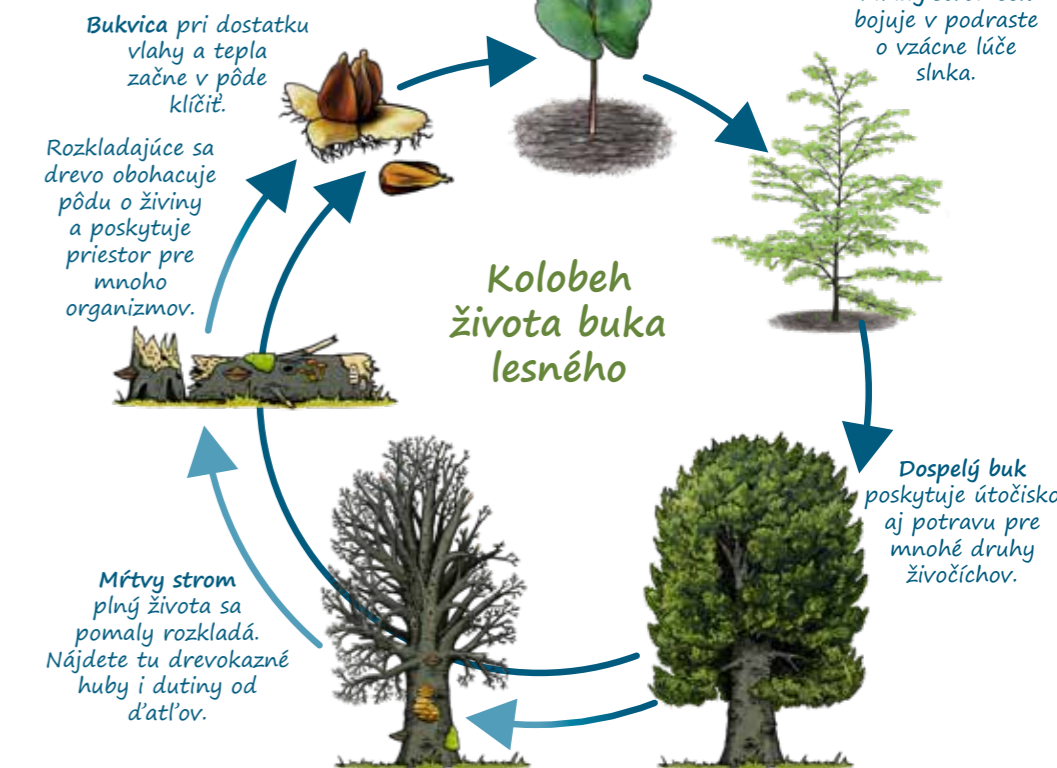 Bukvica pri dostatku
vlahy a tepla
začne v pôde
klíčiť.
bojuje v podraste
o vzácne lúče
slnka.
Rozkladajúce sa
drevo obohacuje
pôdu o živiny
a poskytuje
priestor pre
mnoho
organizmov.
Kolobeh
života buka
lesného
Dospelý buk
poskytuje útočisko
aj potravu pre
mnohé druhy
živočíchov.
Mŕtvy strom
plný života sa
pomaly rozkladá.
Nájdete tu drevokazné
huby i dutiny od
ďatľov.